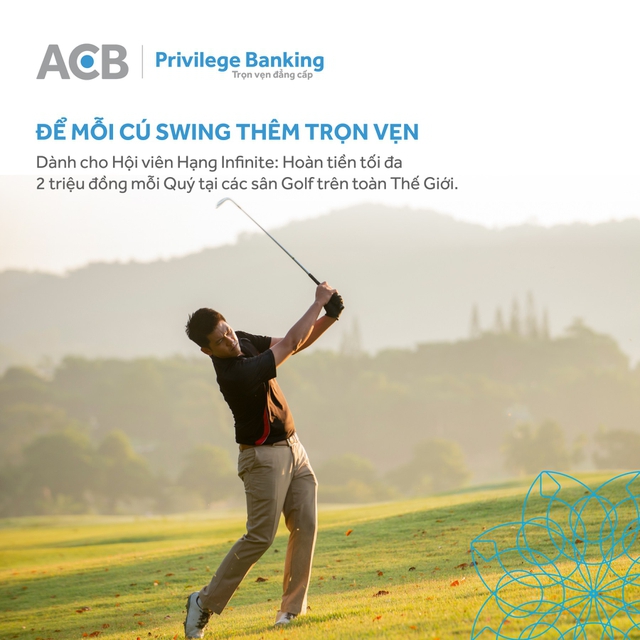 ACB
Privilege Banking
Trọn vẹn đẳng cấp
ĐỂ MỖI CÚ SWING THÊM TRỌN VẸN
Dành cho Hội viên Hạng Infinite: Hoàn tiền tối đa
2 triệu đồng mỗi Quý tại các sân Golf trên toàn Thế Giới.